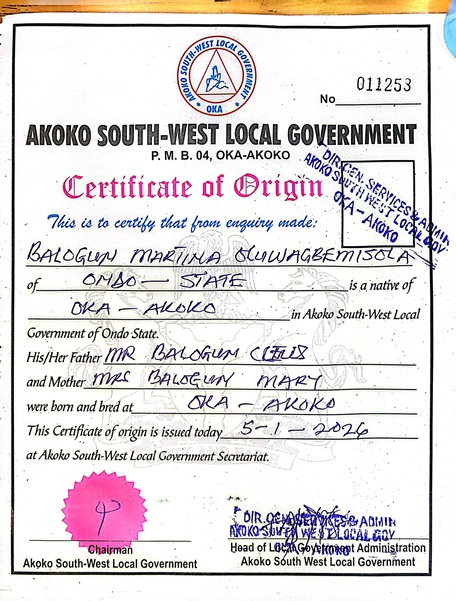 AKOKO SOUTH-WEST LOCAL GOVERNMENT
* OKA *
No 011253
AKOKO SOUTH-WEST LOCAL GOVERNMENT
P. M. B. 04, OKA-AKOKO
DIR. GEN. SERVICES & ADMIN
AKOKO SOUTH WEST LOCAL GOV
OKA - AKOKO
Certificate of Origin
This is to certify that from enquiry made:
BALOGUN MARTINA OLUWAGBEMISOLA
of ONDO - STATE is a native of
OKA - AKOKO in Akoko South-West Local
Government of Ondo State.
His/Her Father MR BALOGUN CLETUS
and Mother MRS BALOGUN MARY
were born and bred at OKA - AKOKO
This Certificate of origin is issued today 5-1-2026
at Akoko South-West Local Government Secretariat.
DIR. GEN. SERVICES & ADMIN
AKOKO SOUTH WEST LOCAL GOV
OKA - AKOKO
Chairman
Akoko South-West Local Government
Head of Local Government Administration
Akoko South-West Local Government